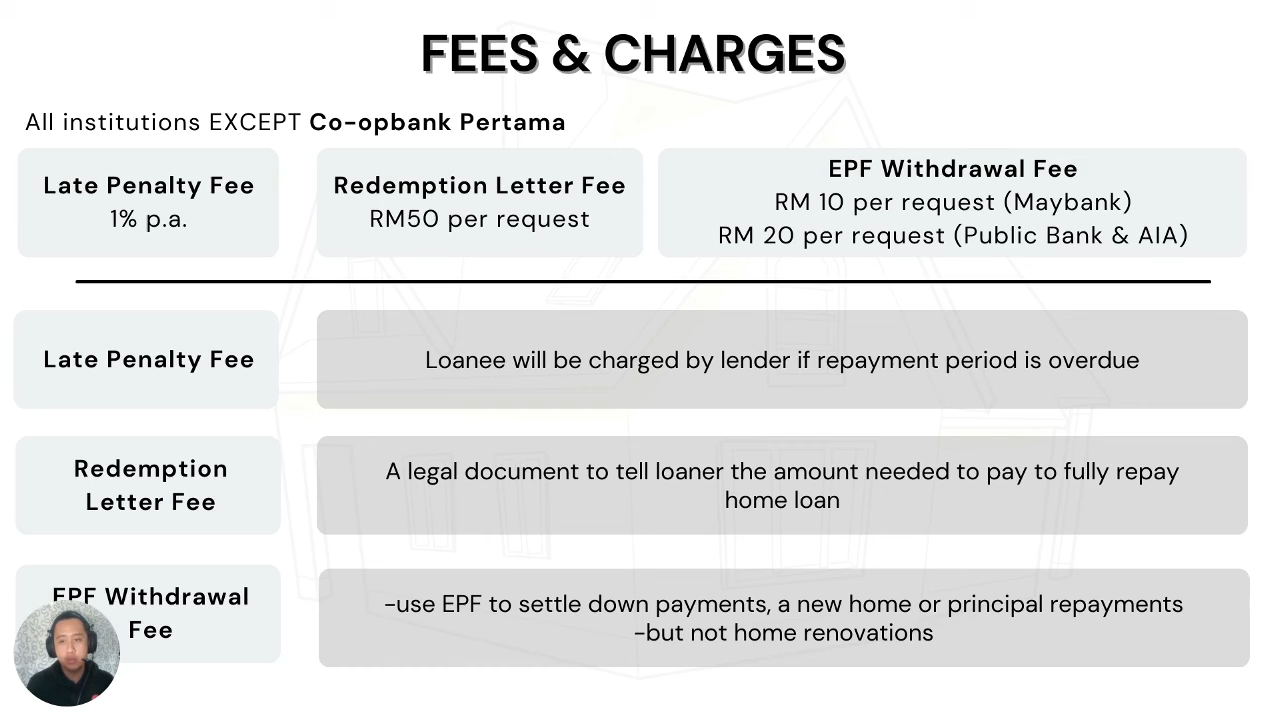 FEES & CHARGES
All institutions EXCEPT Co-opbank Pertama
Late Penalty Fee
1% p.a.
Redemption Letter Fee
RM50 per request
EPF Withdrawal Fee
RM 10 per request (Maybank)
RM 20 per request (Public Bank & AIA)
Late Penalty Fee
Loanee will be charged by lender if repayment period is overdue
Redemption
Letter Fee
A legal document to tell loaner the amount needed to pay to fully repay
home loan
EPF Withdrawal
Fee
-use EPF to settle down payments, a new home or principal repayments
-but not home renovations